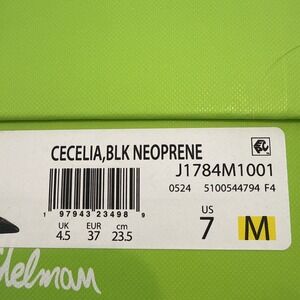 CECELIA,BLK NEOPRENE
J1784M1001
0524 5100544794 F4
1 97943 23498 9
UK EUR cm
4.5 37 23.5
US
7 M
elman